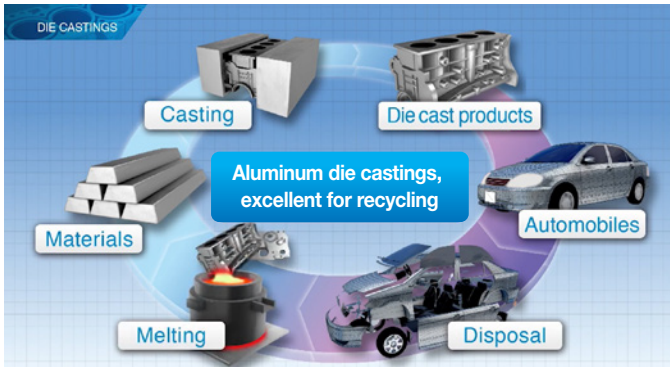 DIE CASTINGS
Casting
Die cast products
Aluminum die castings,
excellent for recycling
Materials
Automobiles
Melting
Disposal